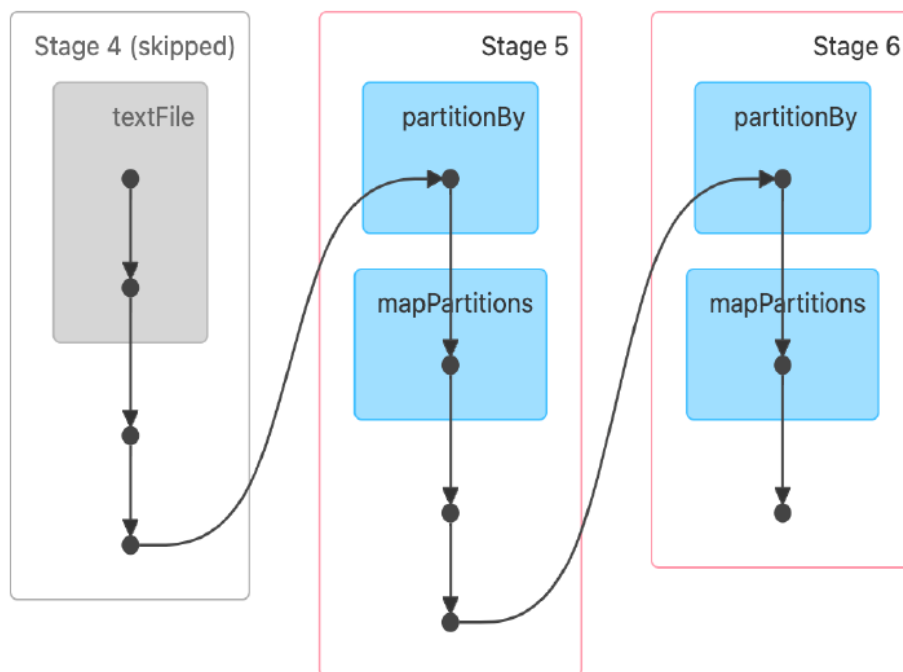 Stage 4 (skipped)
textFile
Stage 5
partitionBy
mapPartitions
Stage 6
partitionBy
mapPartitions